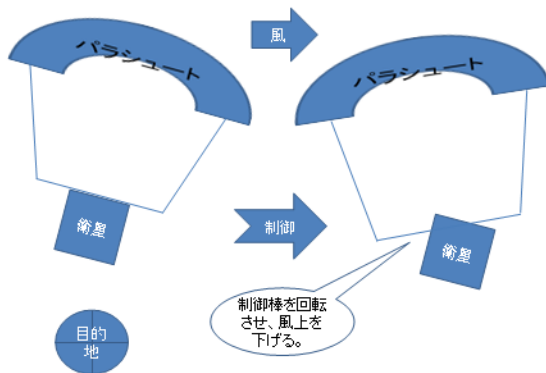 風
パラシュート
パラシュート
衛星
制御
衛星
制御棒を回転
させ、風上を
下げる。
目的
地